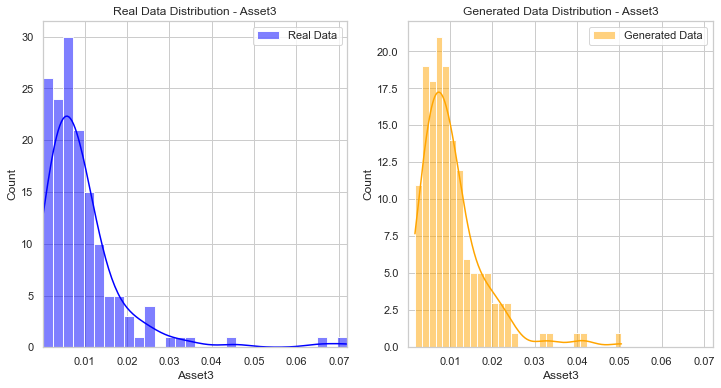 Real Data Distribution - Asset3
Real Data
Count
30
25
20
15
10
5
0
0.01 0.02 0.03 0.04 0.05 0.06 0.07
Asset3
Generated Data Distribution - Asset3
Generated Data
Count
20.0
17.5
15.0
12.5
10.0
7.5
5.0
2.5
0.0
0.01 0.02 0.03 0.04 0.05 0.06 0.07
Asset3